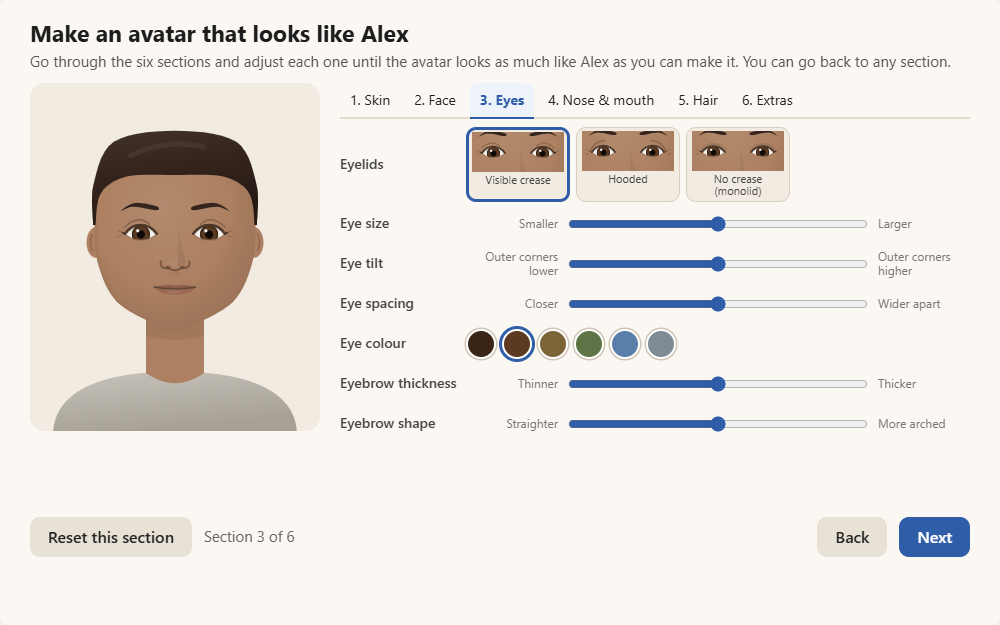 Make an avatar that looks like Alex
Go through the six sections and adjust each one until the avatar looks as much like Alex as you can make it. You can go back to any section.
1. Skin 2. Face 3. Eyes 4. Nose & mouth 5. Hair 6. Extras
Eyelids
Visible crease
Hooded
No crease
(monolid)
Eye size Smaller Larger
Eye tilt
Outer corners
lower
Outer corners
higher
Eye spacing Closer Wider apart
Eye colour
Eyebrow thickness Thinner Thicker
Eyebrow shape Straighter More arched
Reset this section Section 3 of 6 Back Next